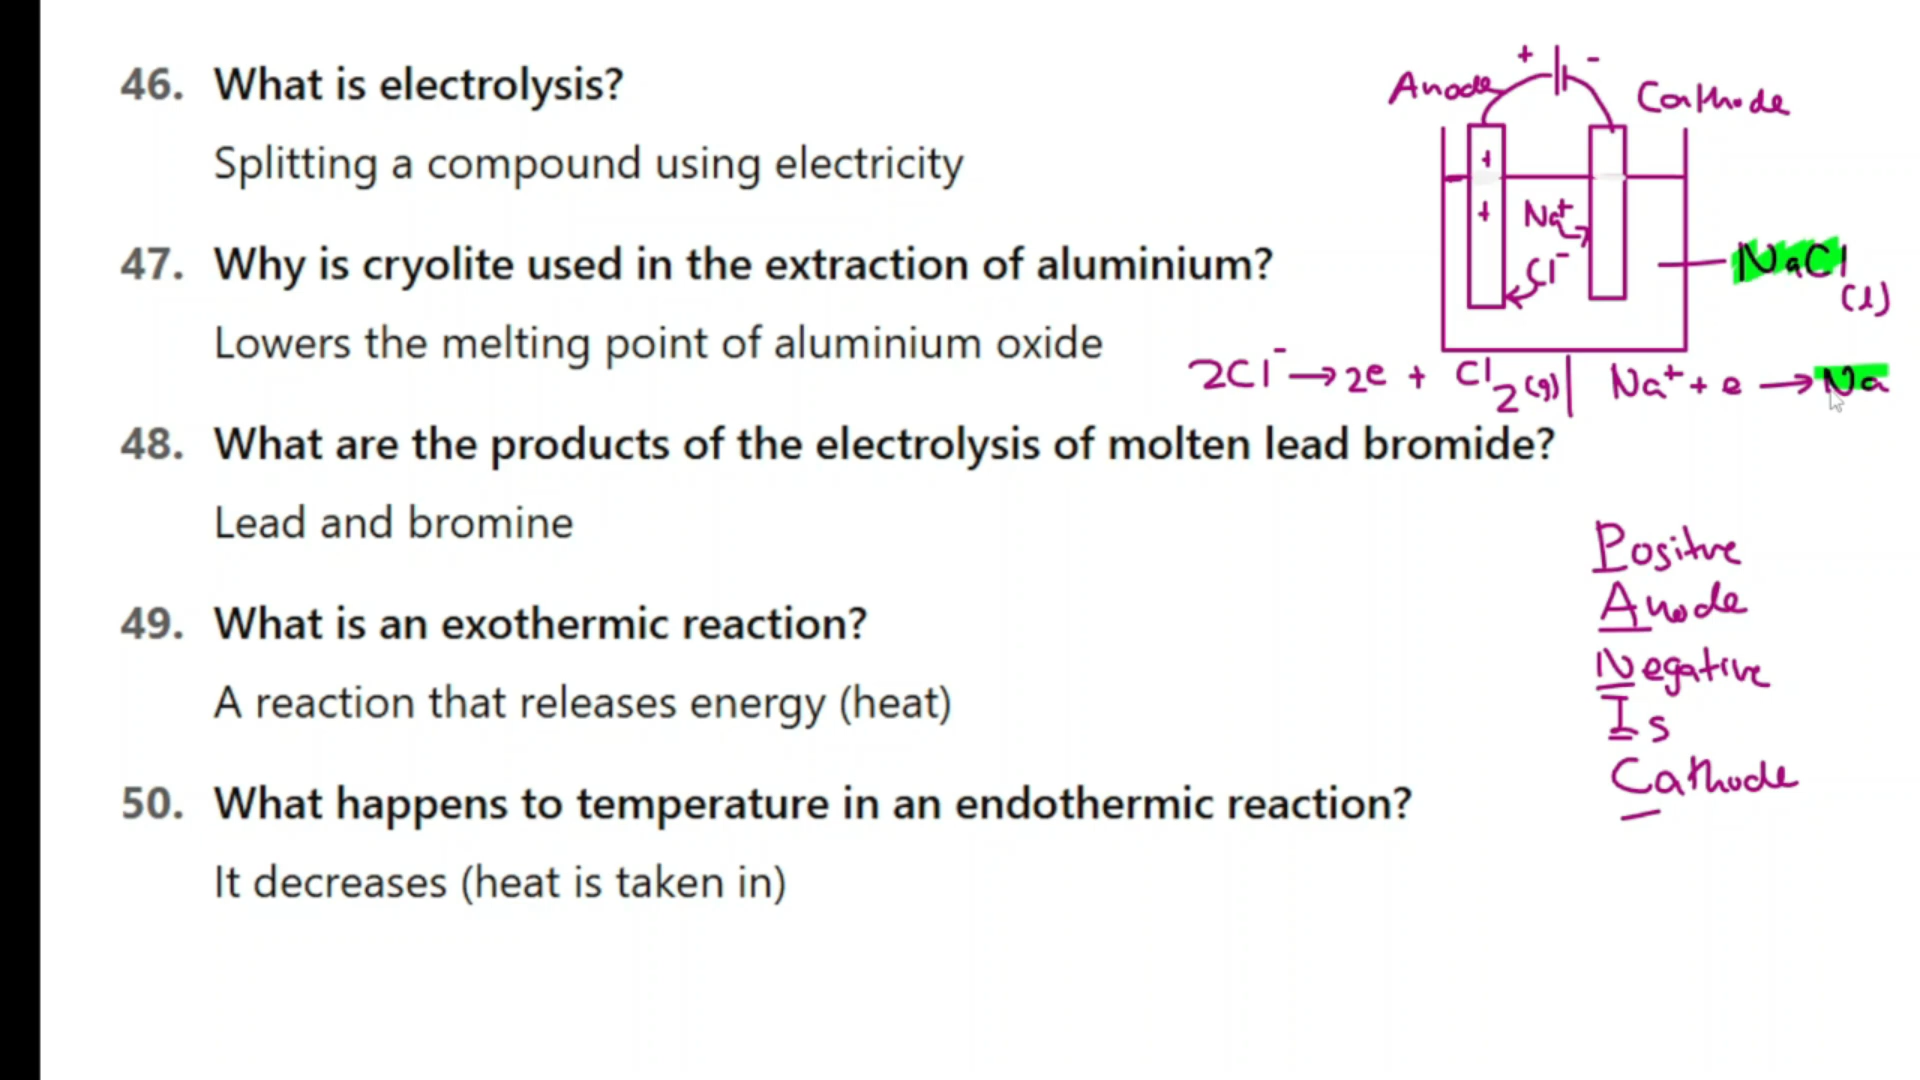 46. What is electrolysis?
Splitting a compound using electricity
47. Why is cryolite used in the extraction of aluminium?
Lowers the melting point of aluminium oxide
48. What are the products of the electrolysis of molten lead bromide?
Lead and bromine
49. What is an exothermic reaction?
A reaction that releases energy (heat)
50. What happens to temperature in an endothermic reaction?
It decreases (heat is taken in)
+ -
Anode Cathode
+
+ Na⁺
Cl⁻
NaCl
(l)
2Cl⁻ → 2e + Cl₂(g) | Na⁺ + e → Na
Positive
Anode
Negative
Is
Cathode